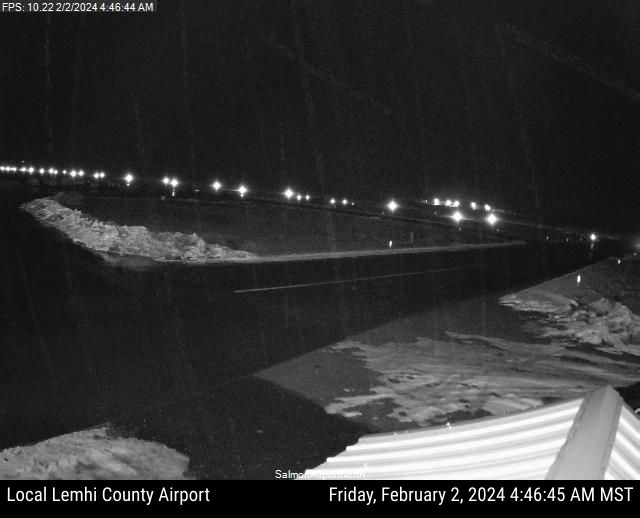 FPS: 10.22 2/2/2024 4:46:44 AM
Local Lemhi County Airport
Friday, February 2, 2024 4:46:45 AM MST